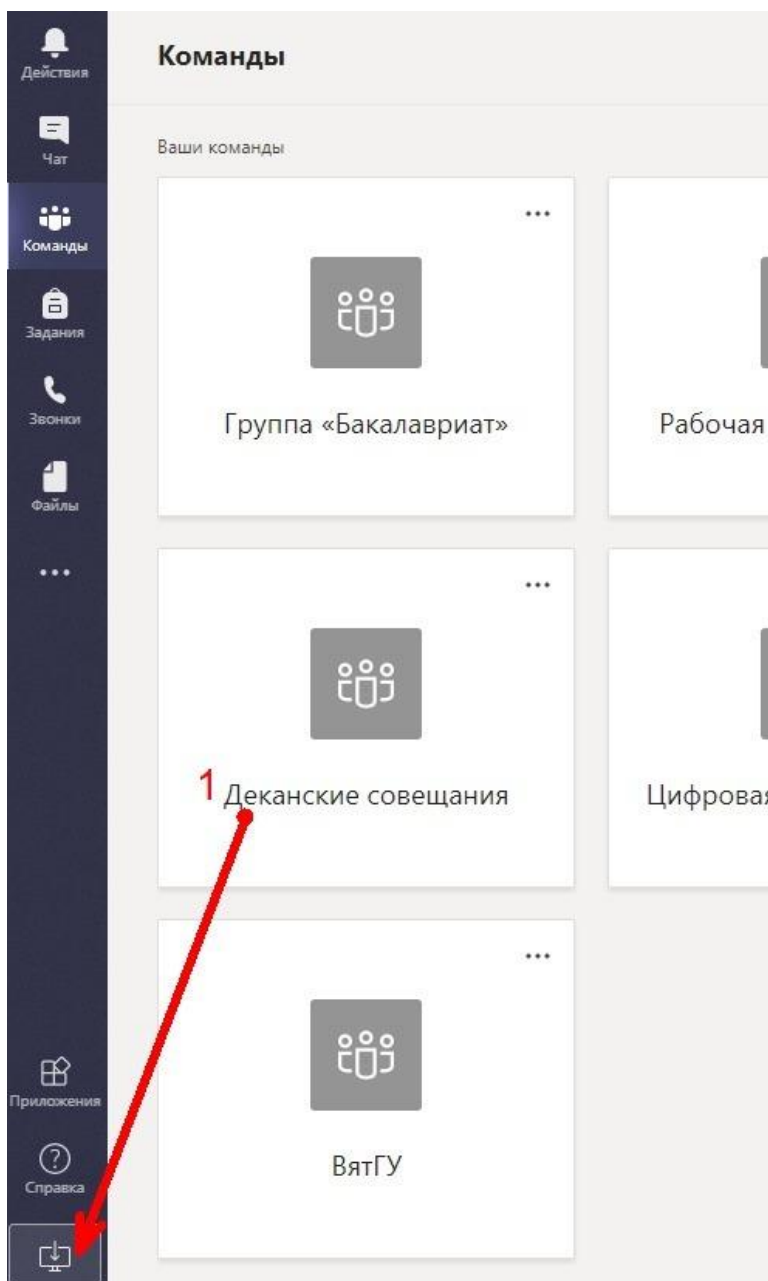 Действия
Чат
Команды
Задания
Звонки
Файлы
Приложения
Справка
Команды
Ваши команды
Группа «Бакалавриат»
Рабочая
1
Деканские совещания
Цифровая
ВятГУ